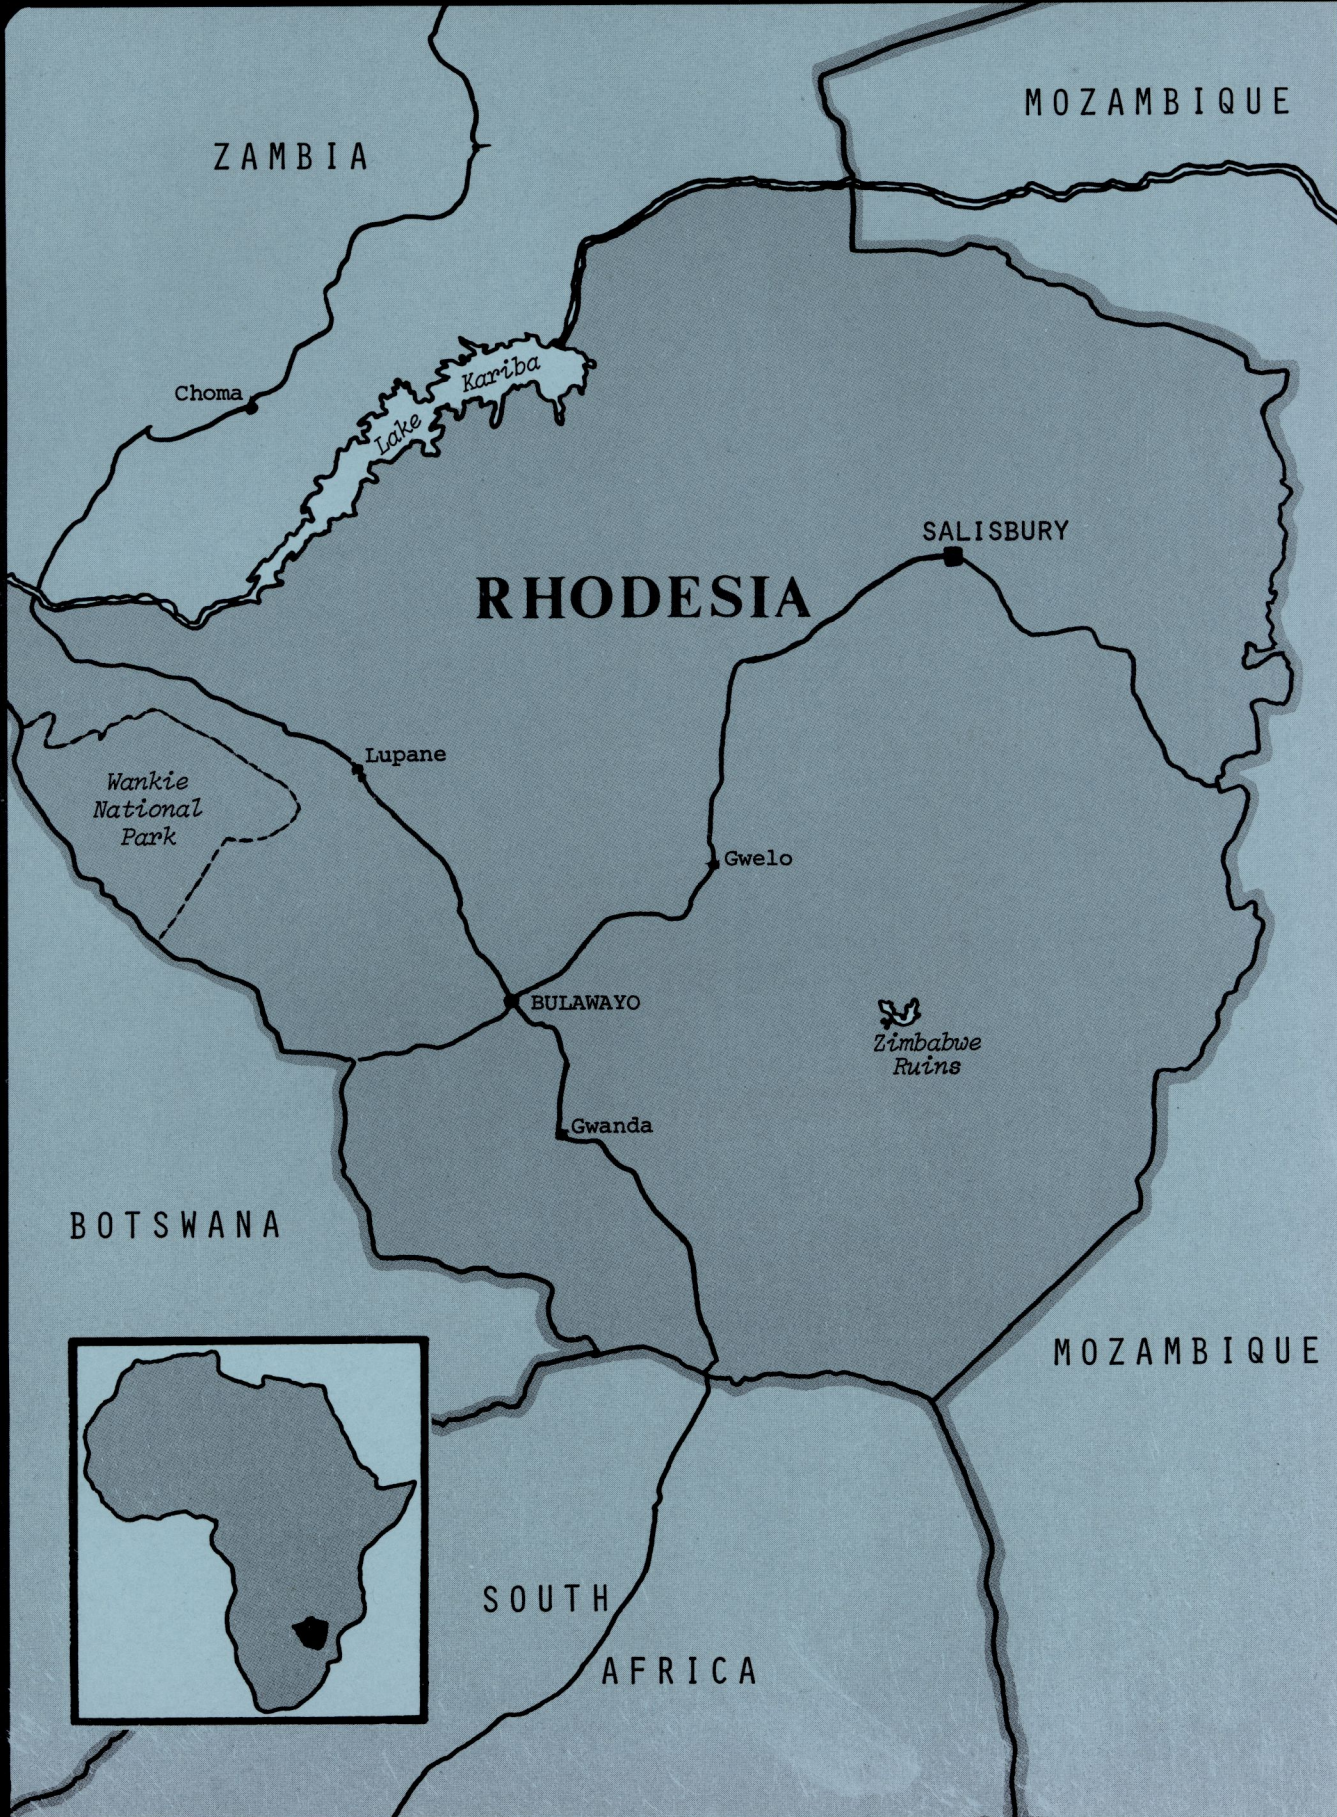 MOZAMBIQUE
ZAMBIA
Kariba
Choma
Lake
SALISBURY
RHODESIA
Lupane
Wankie
National
Park
Gwelo
BULAWAYO
Zimbabwe
Ruins
Gwanda
BOTSWANA
MOZAMBIQUE
SOUTH
AFRICA